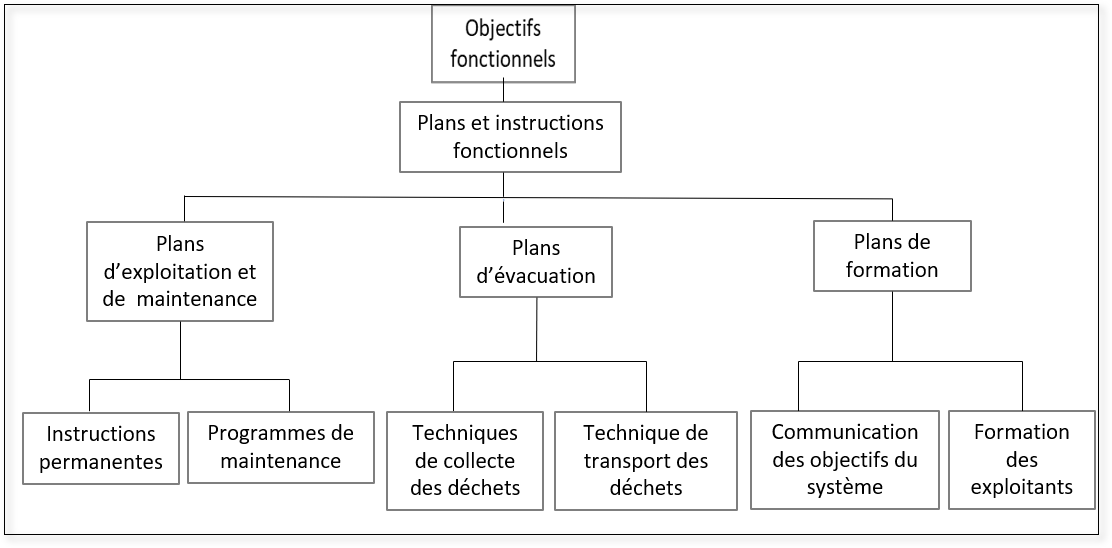 Objectifs
fonctionnels
Plans et instructions
fonctionnels
Plans
d’exploitation et
de maintenance
Plans
d’évacuation
Plans de
formation
Instructions
permanentes
Programmes de
maintenance
Techniques
de collecte
des déchets
Technique de
transport des
déchets
Communication
des objectifs du
système
Formation
des
exploitants